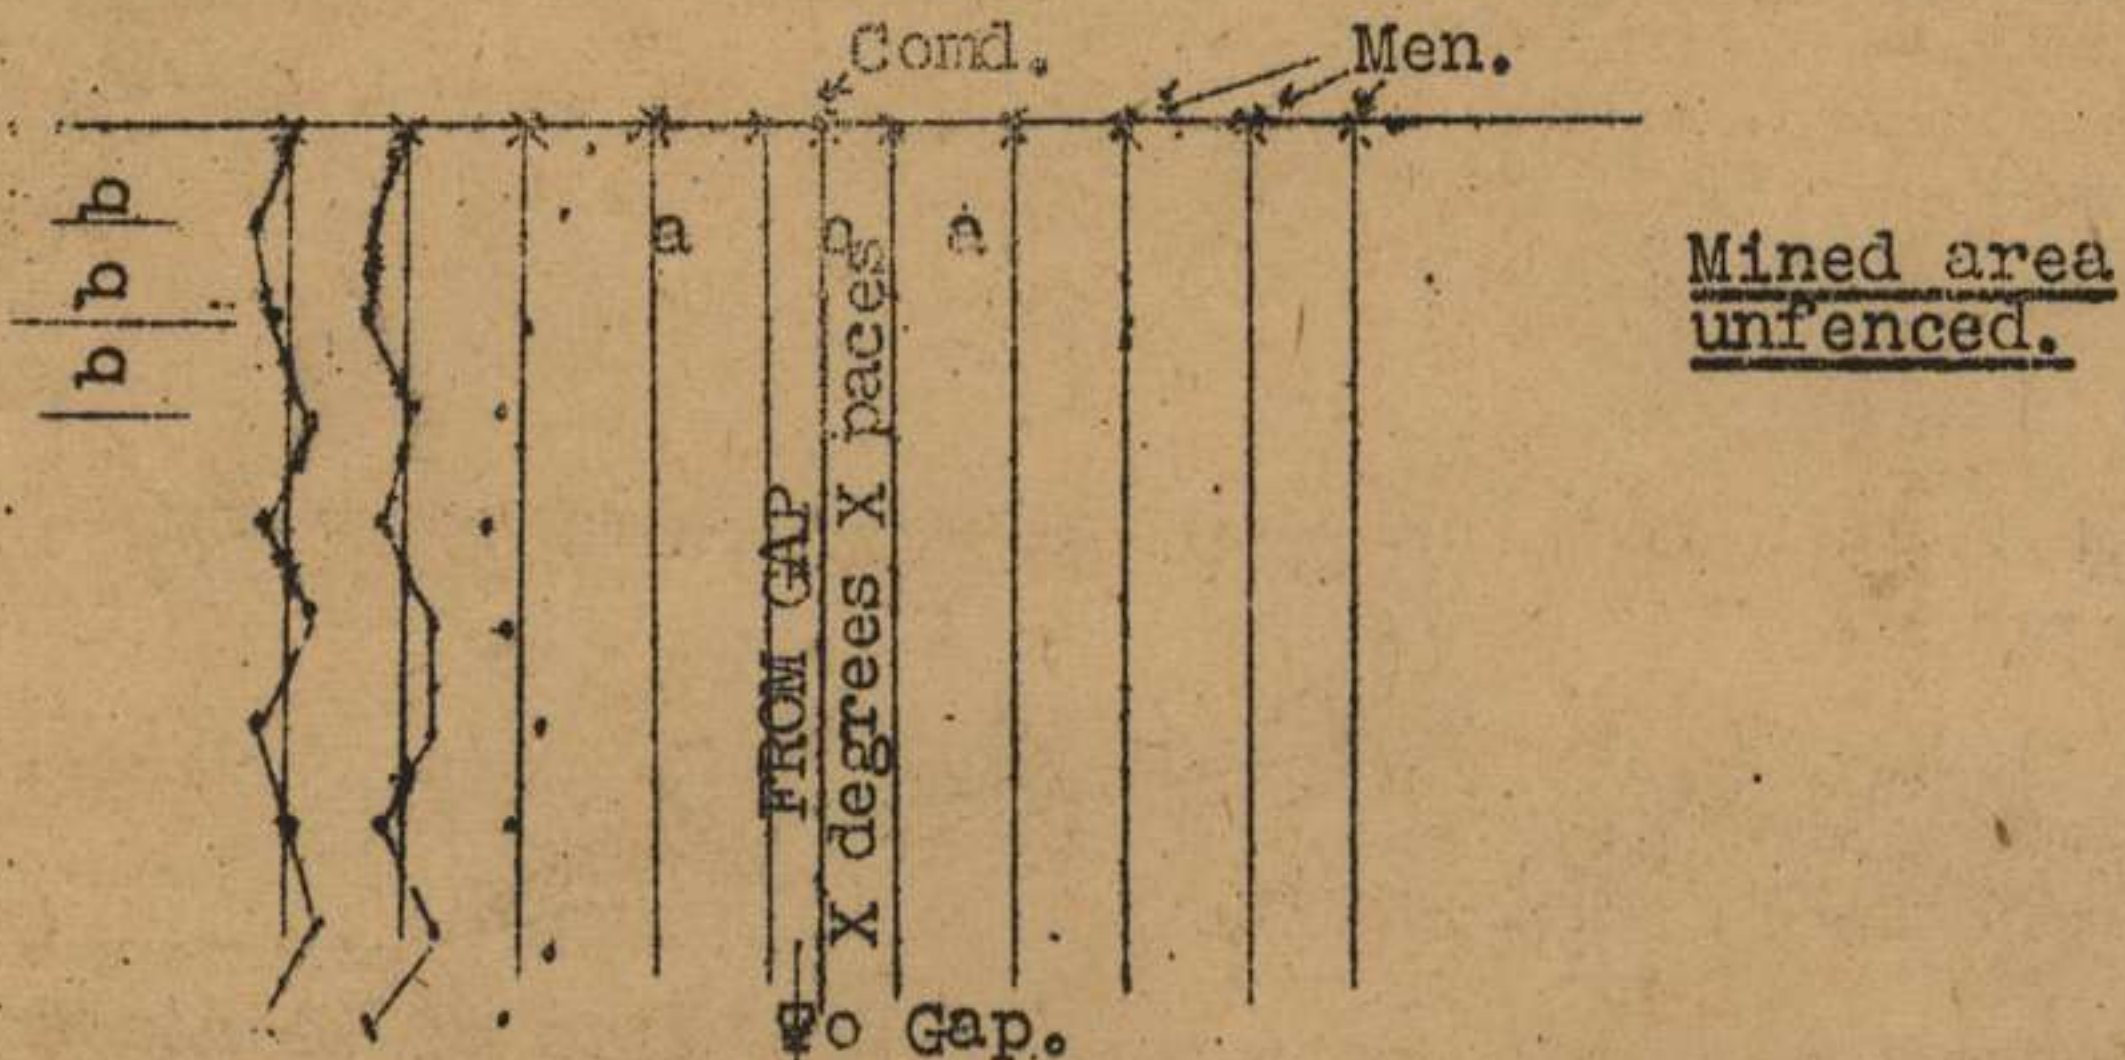 Comd.
Men.
b
b
b
a
a
Mined area
unfenced.
FROM GAP
X degrees X paces
To Gap.